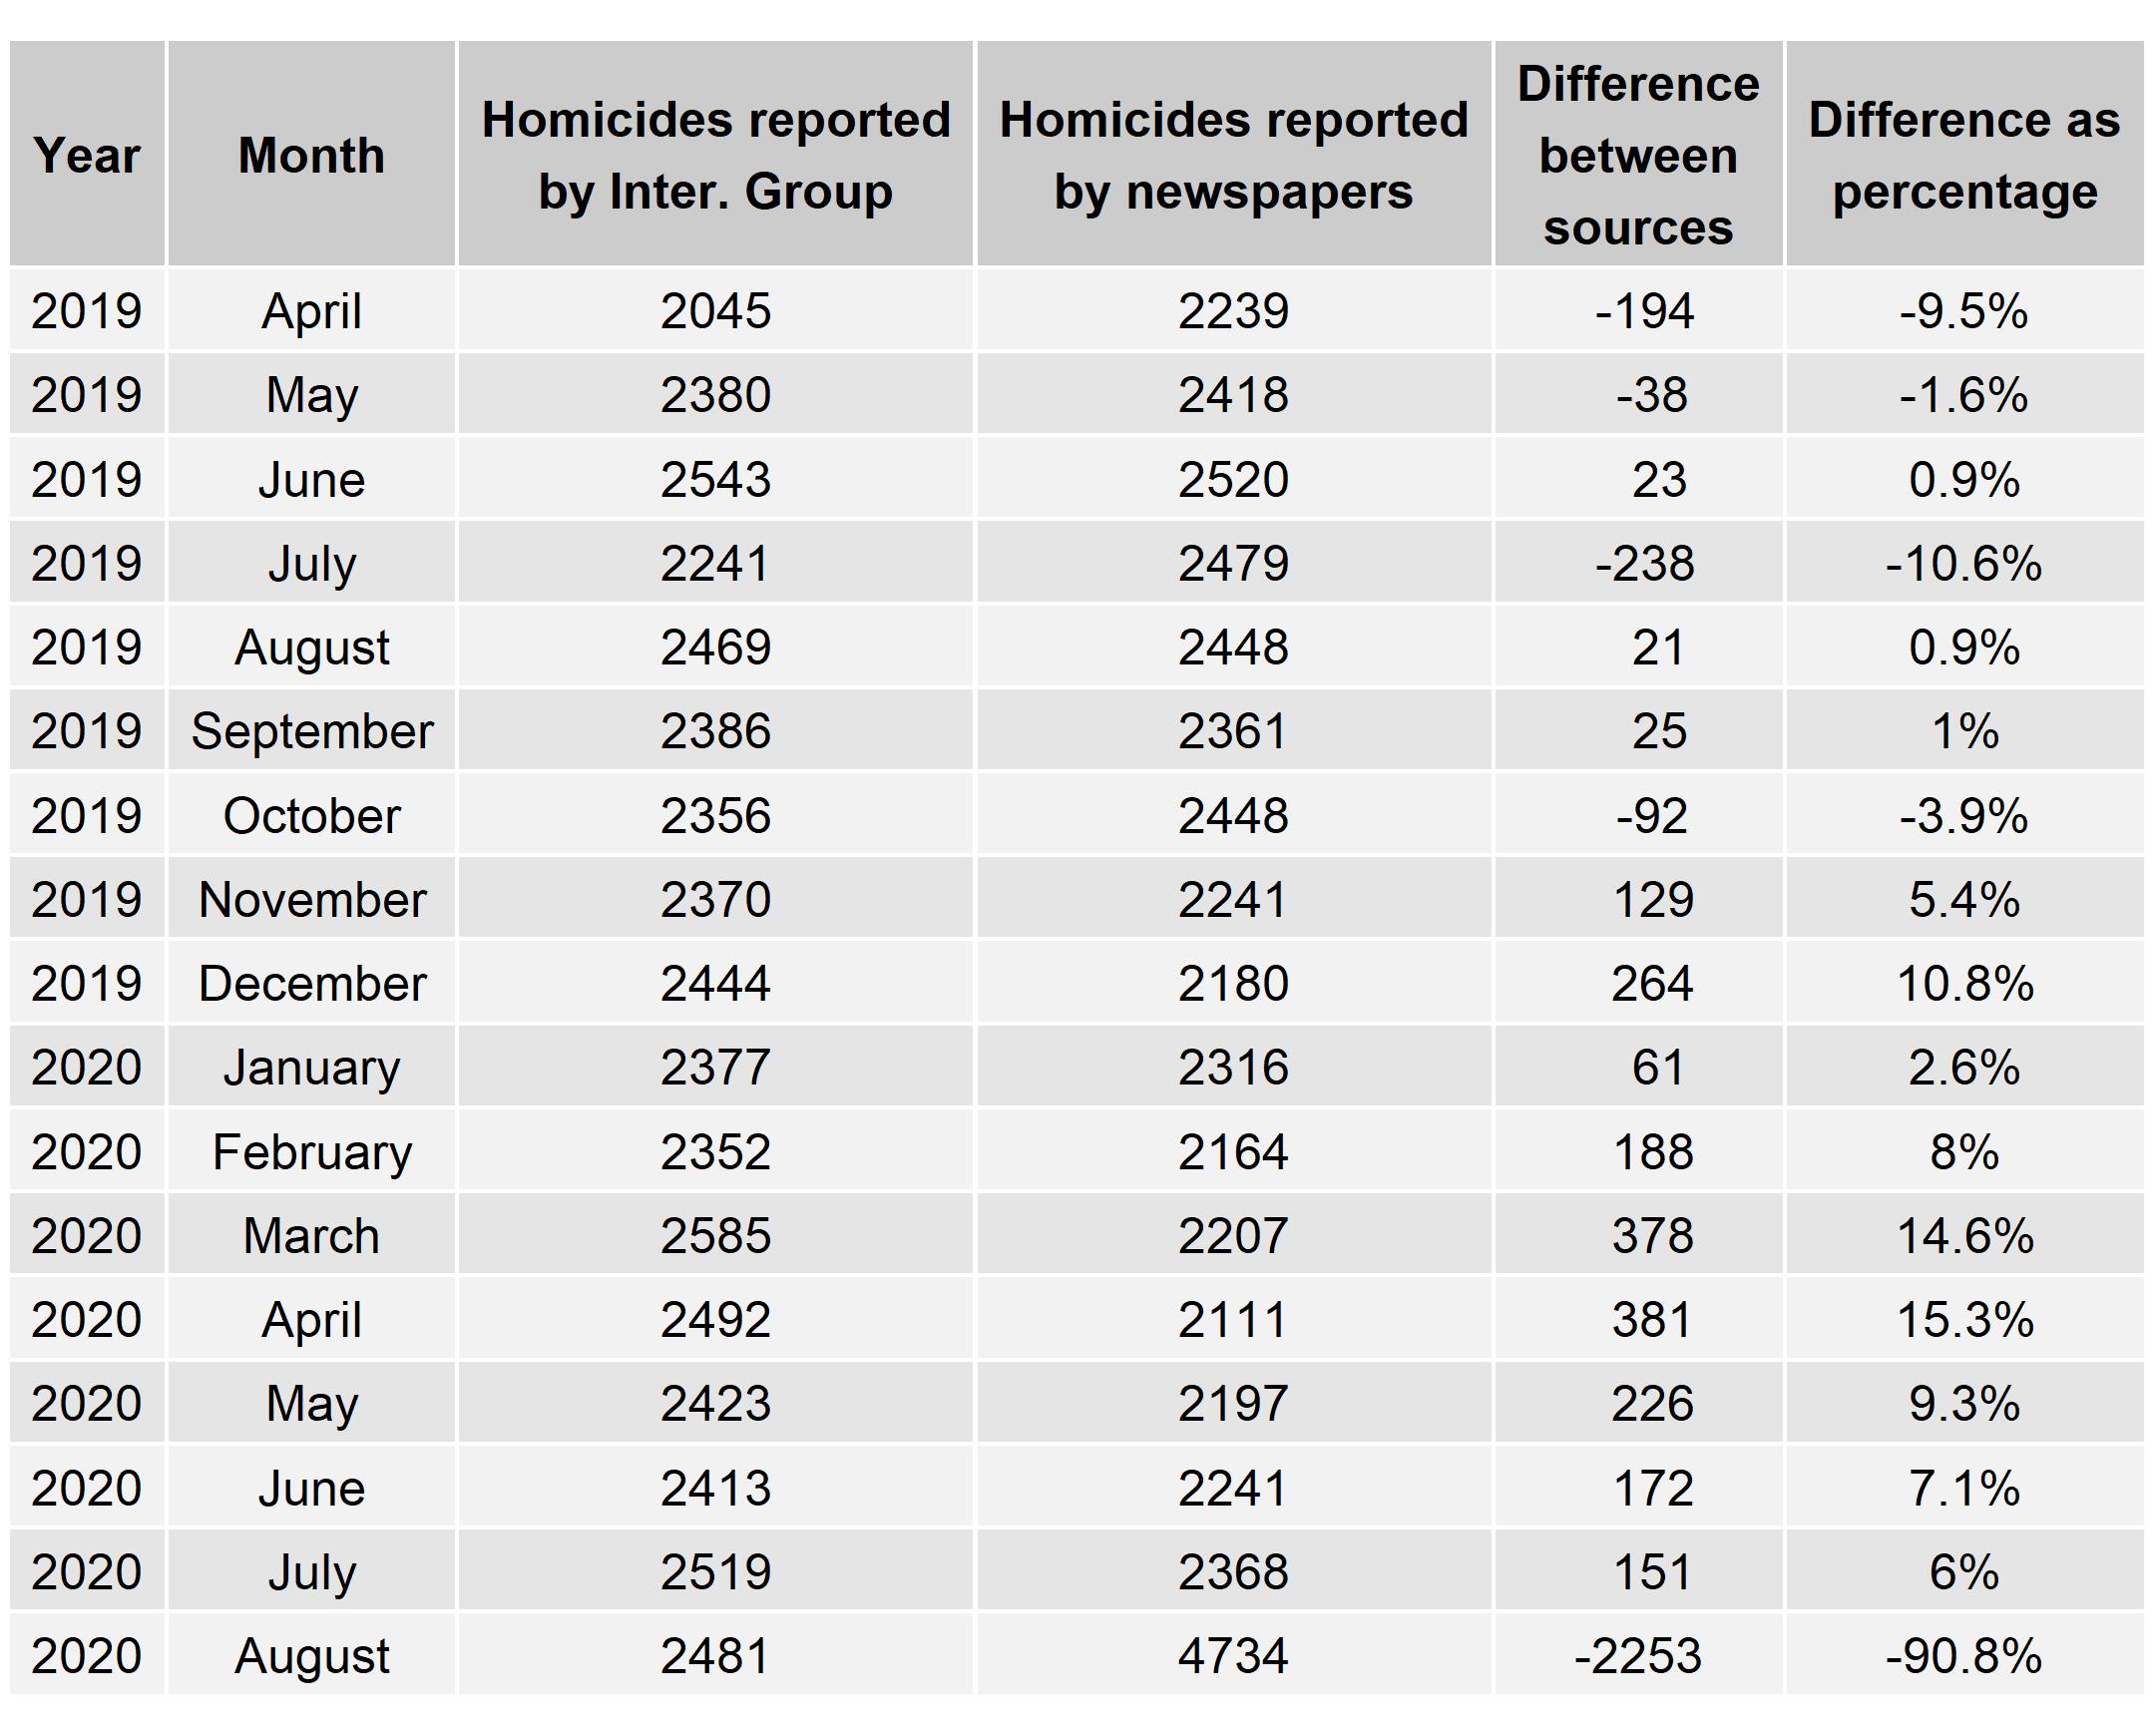 Year Month Homicides reported by Inter. Group Homicides reported by newspapers Difference between sources Difference as percentage
2019 April 2045 2239 -194 -9.5%
2019 May 2380 2418 -38 -1.6%
2019 June 2543 2520 23 0.9%
2019 July 2241 2479 -238 -10.6%
2019 August 2469 2448 21 0.9%
2019 September 2386 2361 25 1%
2019 October 2356 2448 -92 -3.9%
2019 November 2370 2241 129 5.4%
2019 December 2444 2180 264 10.8%
2020 January 2377 2316 61 2.6%
2020 February 2352 2164 188 8%
2020 March 2585 2207 378 14.6%
2020 April 2492 2111 381 15.3%
2020 May 2423 2197 226 9.3%
2020 June 2413 2241 172 7.1%
2020 July 2519 2368 151 6%
2020 August 2481 4734 -2253 -90.8%